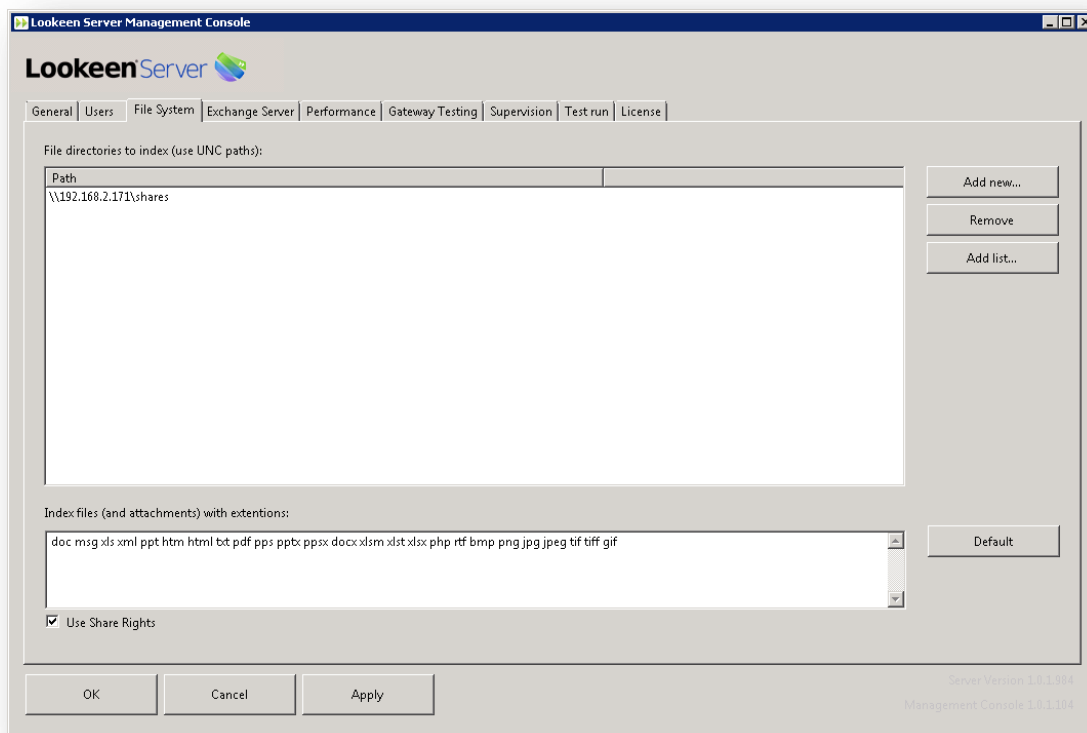 Lookeen Server Management Console
Lookeen Server
General Users File System Exchange Server Performance Gateway Testing Supervision Test run License
File directories to index (use UNC paths):
Path
\\192.168.2.171\shares
Add new...
Remove
Add list...
Index files (and attachments) with extentions:
doc msg xls xml ppt htm html txt pdf pps pptx ppsx docx xlsm xlst xlsx php rtf bmp png jpg jpeg tif tiff gif
Default
Use Share Rights
OK Cancel Apply
Server Version 1.0.1.984
Management Console 1.0.1.104